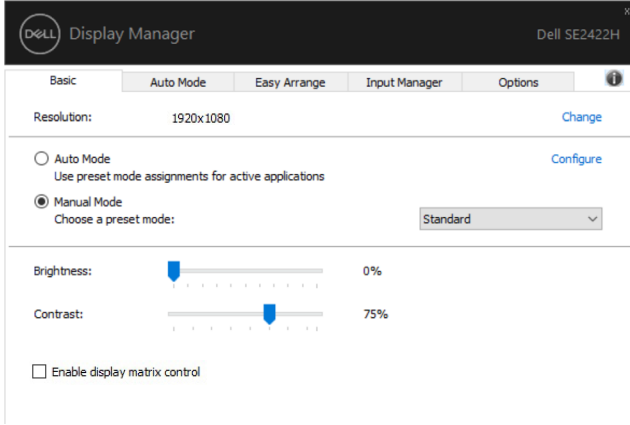 DELL Display Manager Dell SE2422H
Basic Auto Mode Easy Arrange Input Manager Options
Resolution: 1920x1080 Change
Auto Mode Configure
Use preset mode assignments for active applications
Manual Mode
Choose a preset mode: Standard
Brightness: 0%
Contrast: 75%
Enable display matrix control